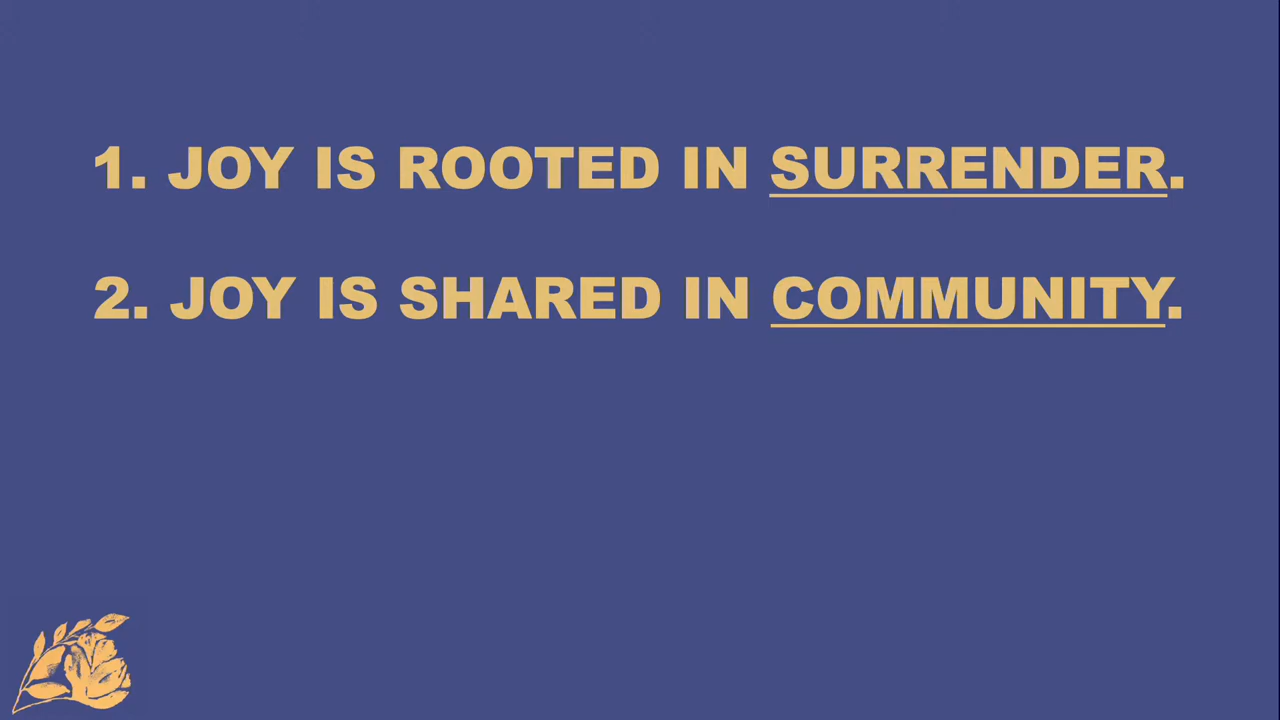 1. JOY IS ROOTED IN SURRENDER.
2. JOY IS SHARED IN COMMUNITY.